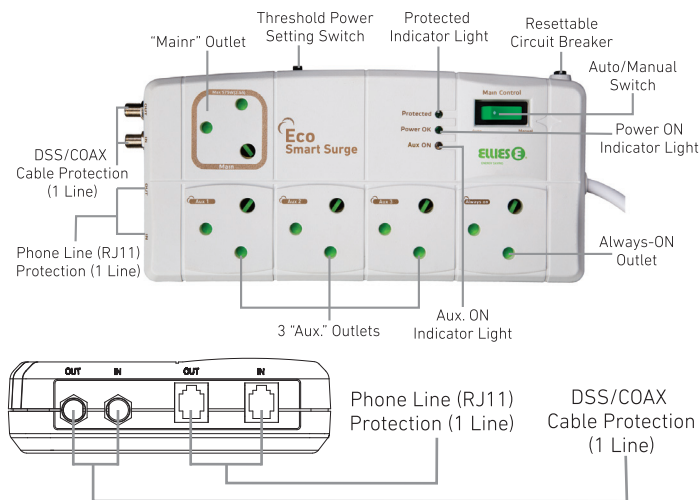 Threshold Power
Setting Switch
Protected
Indicator Light
Resettable
Circuit Breaker
"Mainr" Outlet
Auto/Manual
Switch
Main Control
Protected
Power OK
Aux ON
Eco
Smart Surge
Main
ELLIES E
Power ON
Indicator Light
DSS/COAX
Cable Protection
(1 Line)
OUT
IN
Aux 1
Aux 2
Aux 3
Always on
Phone Line (RJ11)
Protection (1 Line)
Always-ON
Outlet
3 "Aux." Outlets
Aux. ON
Indicator Light
OUT IN OUT IN
Phone Line (RJ11)
Protection (1 Line)
DSS/COAX
Cable Protection
(1 Line)